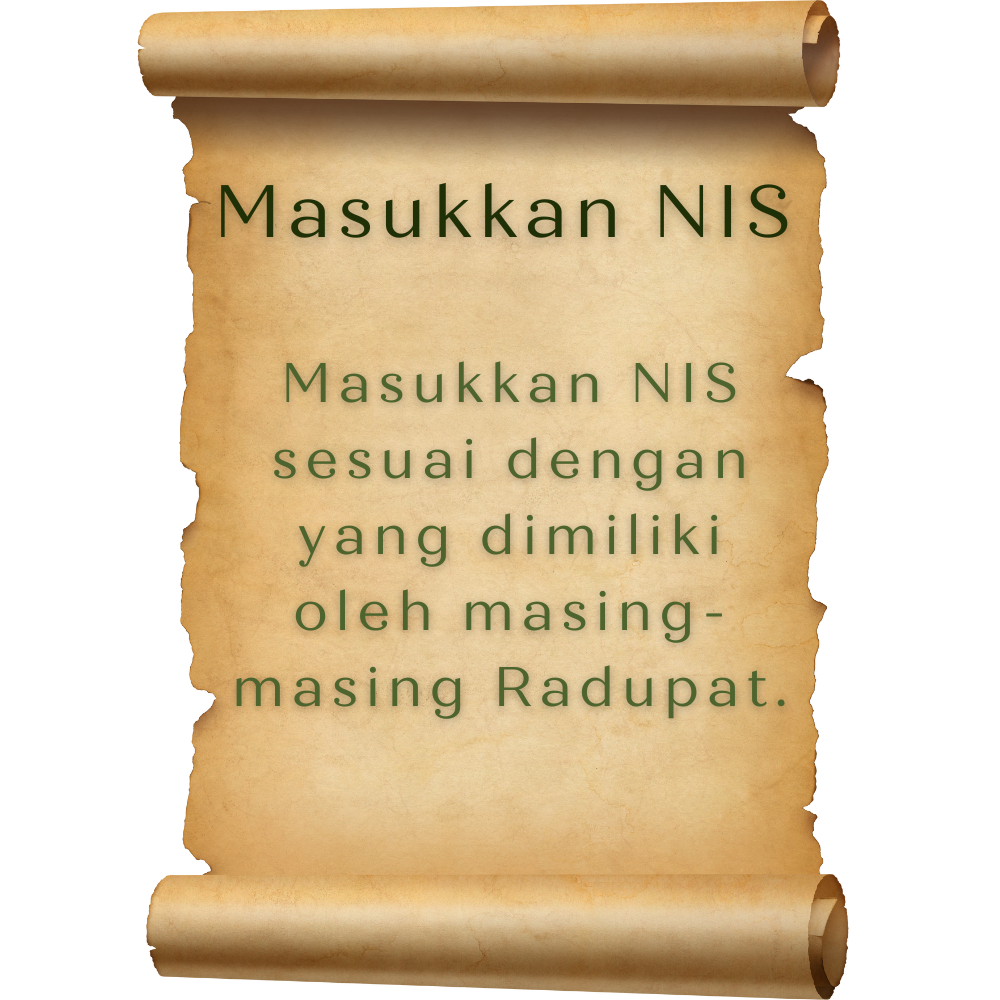 Masukkan NIS
Masukkan NIS
sesuai dengan
yang dimiliki
oleh masing-
masing Radupat.